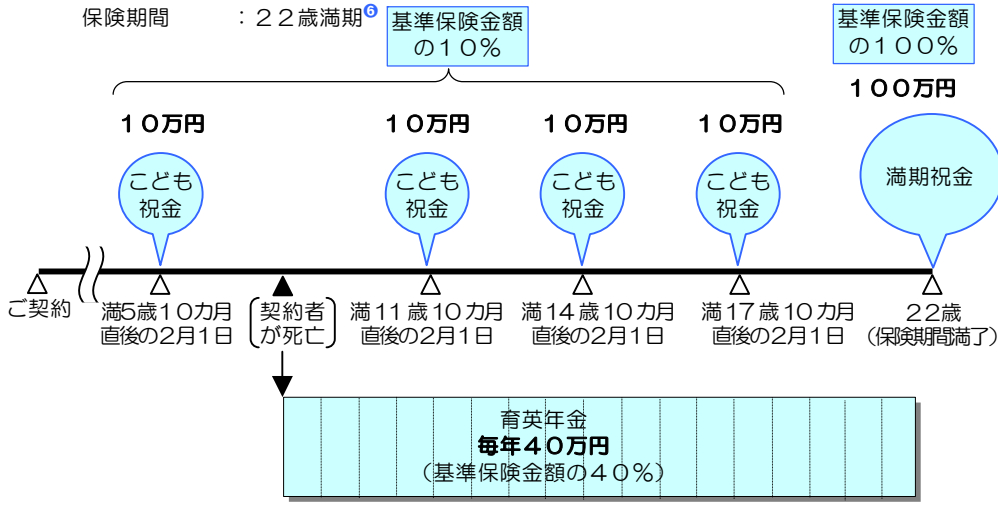 保険期間　：２２歳満期❻
基準保険金額
の１０％
基準保険金額
の１００％
１０万円
１０万円
１０万円
１０万円
１００万円
こども
祝金
こども
祝金
こども
祝金
こども
祝金
満期祝金
ご契約
満5歳１０カ月
直後の２月１日
契約者
が死亡
満11歳10カ月
直後の２月１日
満14歳10カ月
直後の２月１日
満17歳10カ月
直後の２月１日
２２歳
（保険期間満了）
育英年金
毎年４０万円
（基準保険金額の４０％）